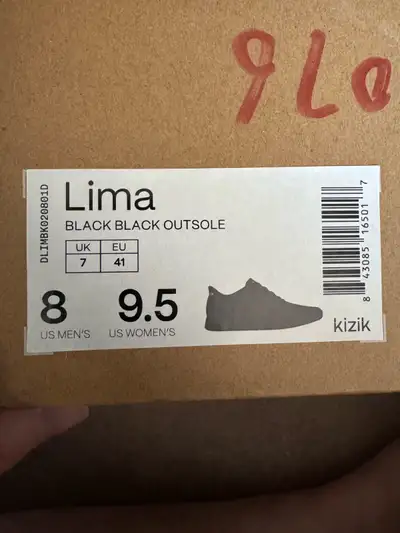 Lima
BLACK BLACK OUTSOLE
UK EU
7 41
8 9.5
US MEN'S US WOMEN'S
kizik
DLIMBK020801D
8 43085 16501 7